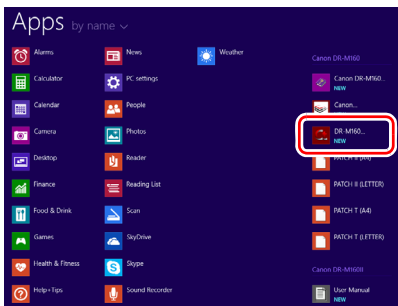 Apps by name
Alarms
Calculator
Calendar
Camera
Desktop
Finance
Food & Drink
Games
Health & Fitness
Help+Tips
News
PC settings
People
Photos
Reader
Reading List
Scan
SkyDrive
Skype
Sound Recorder
Weather
Canon DR-M160
Canon DR-M160...
NEW
Canon...
NEW
DR-M160...
NEW
PATCH II (A4)
PATCH II (LETTER)
PATCH T (A4)
PATCH T (LETTER)
Canon DR-M160II
User Manual
NEW